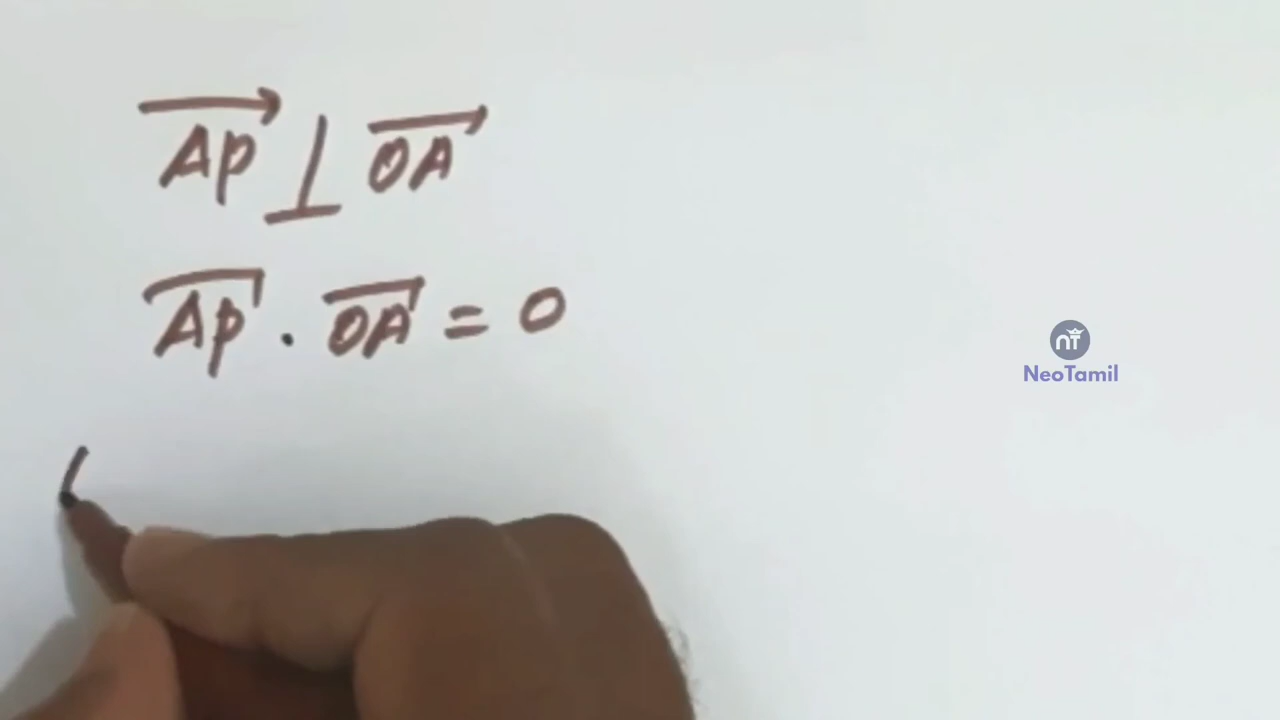 AP ⊥ OA
AP · OA = 0
NeoTamil